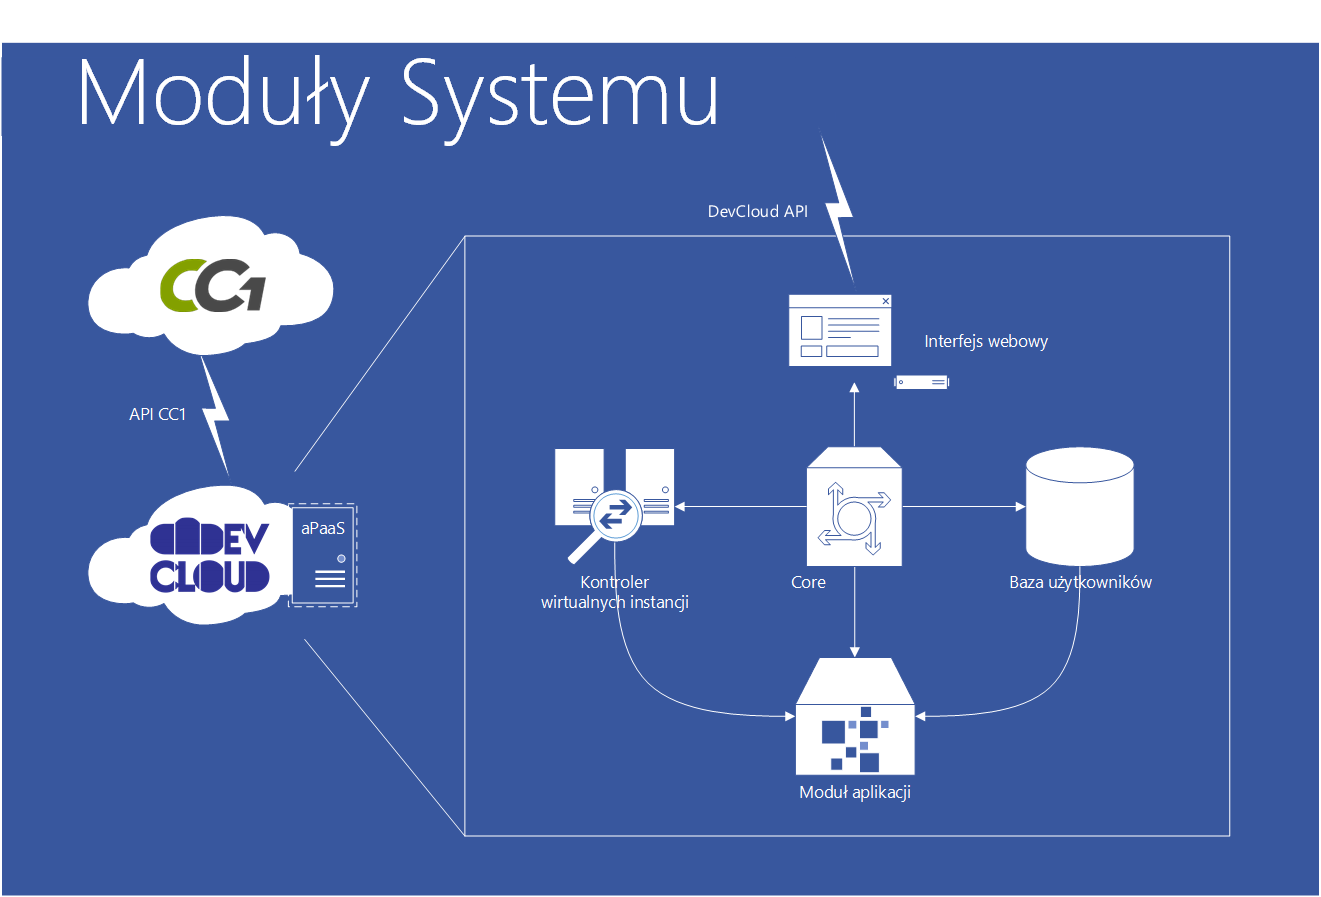 Moduły Systemu
DevCloud API
CC1
Interfejs webowy
API CC1
aPaaS
DEV
CLOUD
Kontroler
wirtualnych instancji
Core
Baza użytkowników
Moduł aplikacji